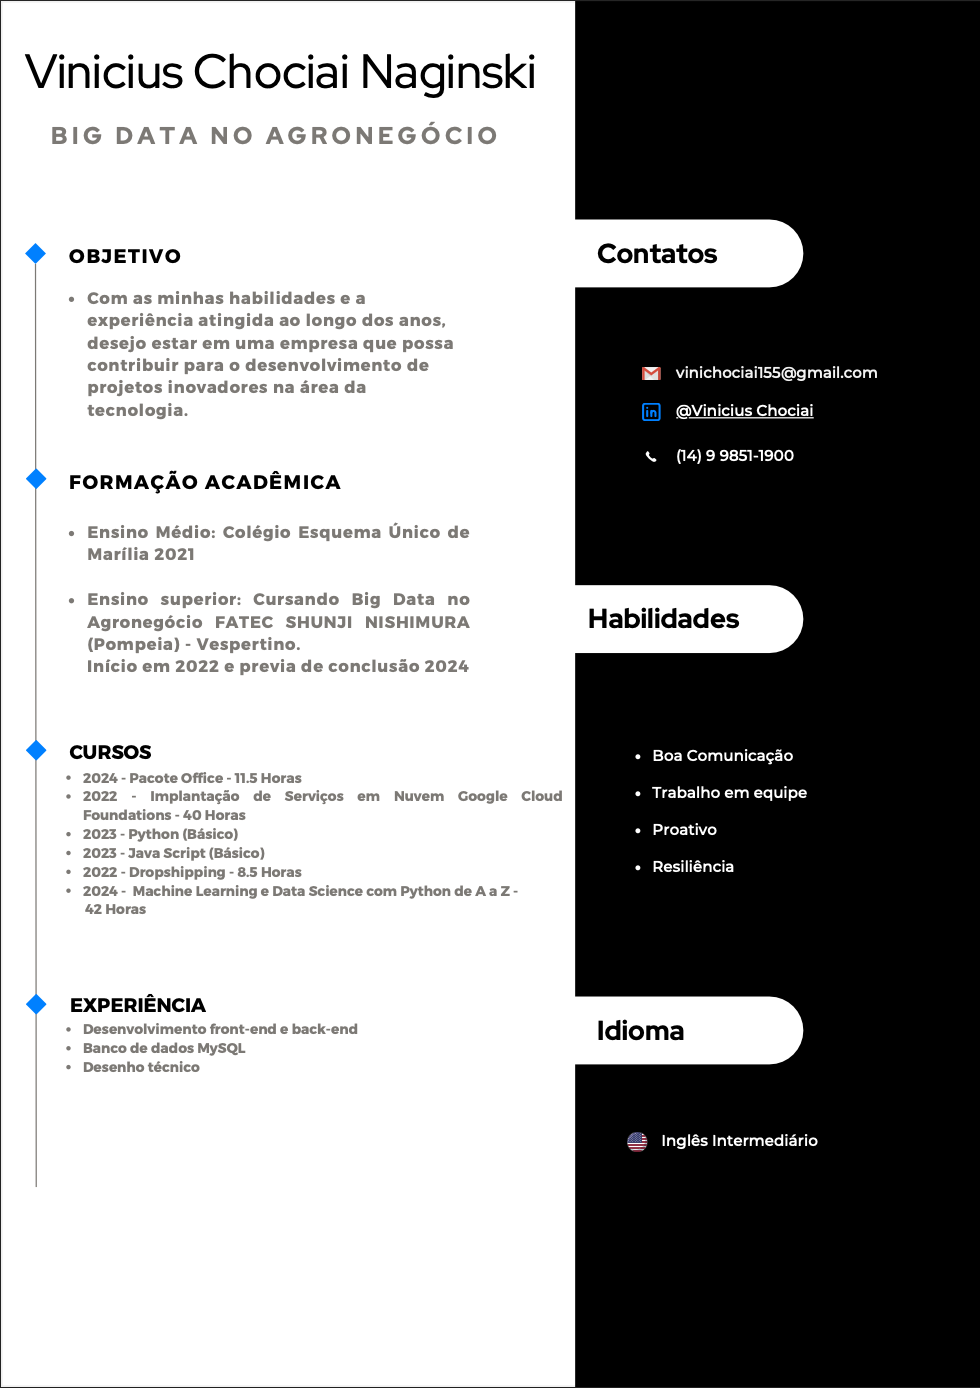 Vinicius Chociai Naginski
BIG DATA NO AGRONEGÓCIO
OBJETIVO
• Com as minhas habilidades e a
experiência atingida ao longo dos anos,
desejo estar em uma empresa que possa
contribuir para o desenvolvimento de
projetos inovadores na área da
tecnologia.
FORMAÇÃO ACADÊMICA
• Ensino Médio: Colégio Esquema Único de
Marília 2021
• Ensino superior: Cursando Big Data no
Agronegócio FATEC SHUNJI NISHIMURA
(Pompeia) - Vespertino.
Início em 2022 e previa de conclusão 2024
CURSOS
• 2024 - Pacote Office - 11.5 Horas
• 2022 - Implantação de Serviços em Nuvem Google Cloud
Foundations - 40 Horas
• 2023 - Python (Básico)
• 2023 - Java Script (Básico)
• 2022 - Dropshipping - 8.5 Horas
• 2024 - Machine Learning e Data Science com Python de A a Z -
42 Horas
EXPERIÊNCIA
• Desenvolvimento front-end e back-end
• Banco de dados MySQL
• Desenho técnico
Contatos
vinichociai155@gmail.com
@Vinicius Chociai
(14) 9 9851-1900
Habilidades
• Boa Comunicação
• Trabalho em equipe
• Proativo
• Resiliência
Idioma
Inglês Intermediário